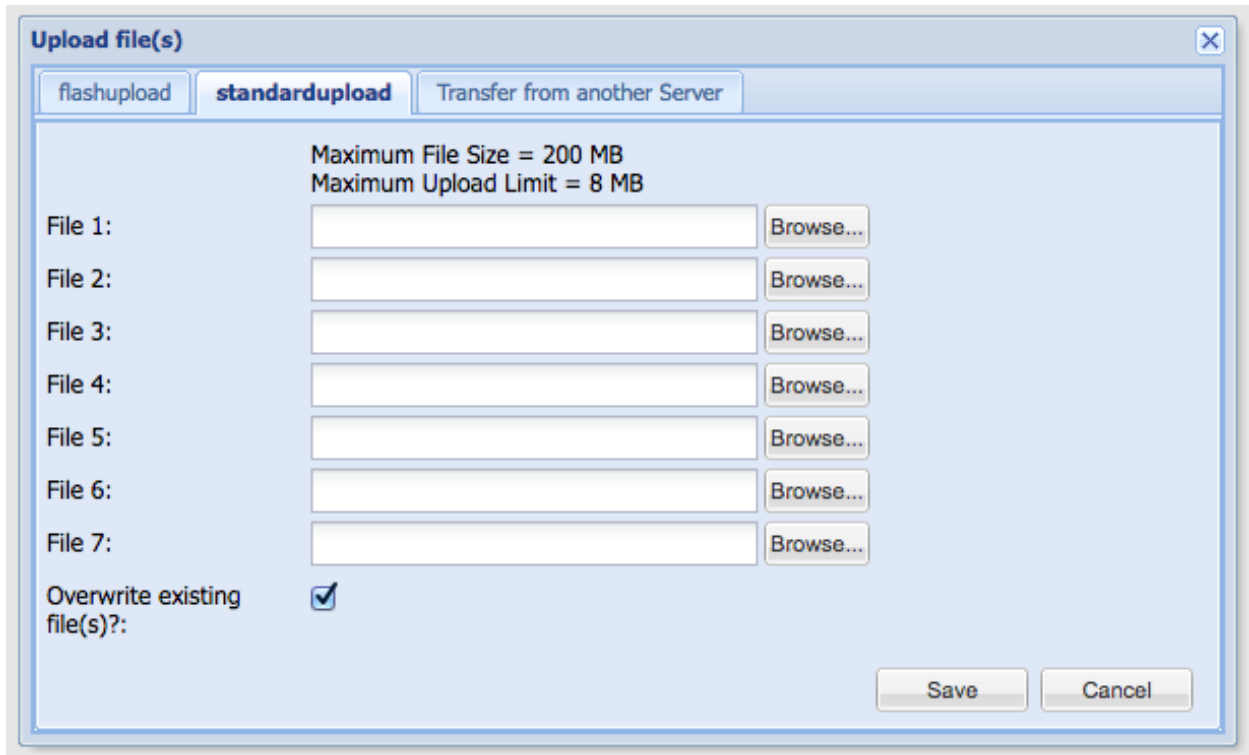 Upload file(s)
flashupload standardupload Transfer from another Server
Maximum File Size = 200 MB
Maximum Upload Limit = 8 MB
File 1: Browse...
File 2: Browse...
File 3: Browse...
File 4: Browse...
File 5: Browse...
File 6: Browse...
File 7: Browse...
Overwrite existing
file(s)?:
Save Cancel